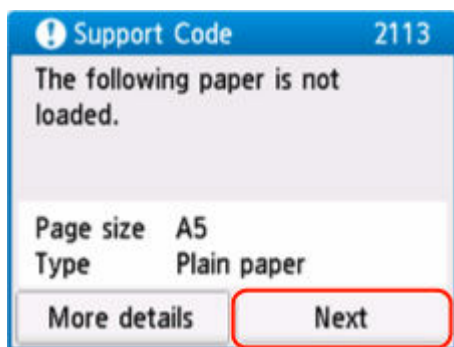 Support Code 2113
The following paper is not
loaded.
Page size A5
Type Plain paper
More details Next